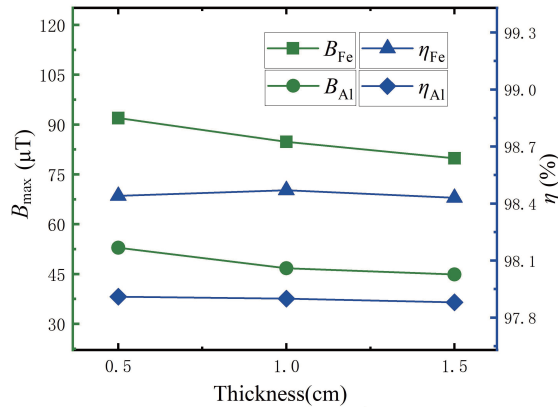 120
105
90
75
60
45
30
B_max (μT)
99.3
99.0
98.7
98.4
98.1
97.8
η (%)
B_Fe η_Fe
B_Al η_Al
0.5 1.0 1.5
Thickness(cm)